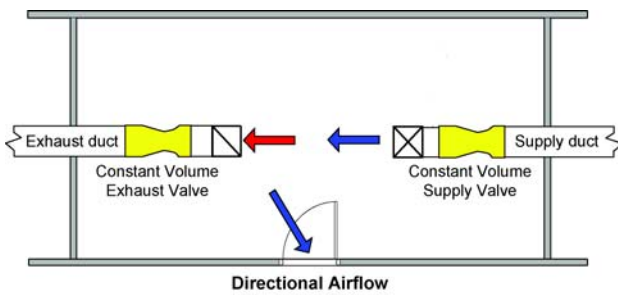 Exhaust duct
Supply duct
Constant Volume
Exhaust Valve
Constant Volume
Supply Valve
Directional Airflow